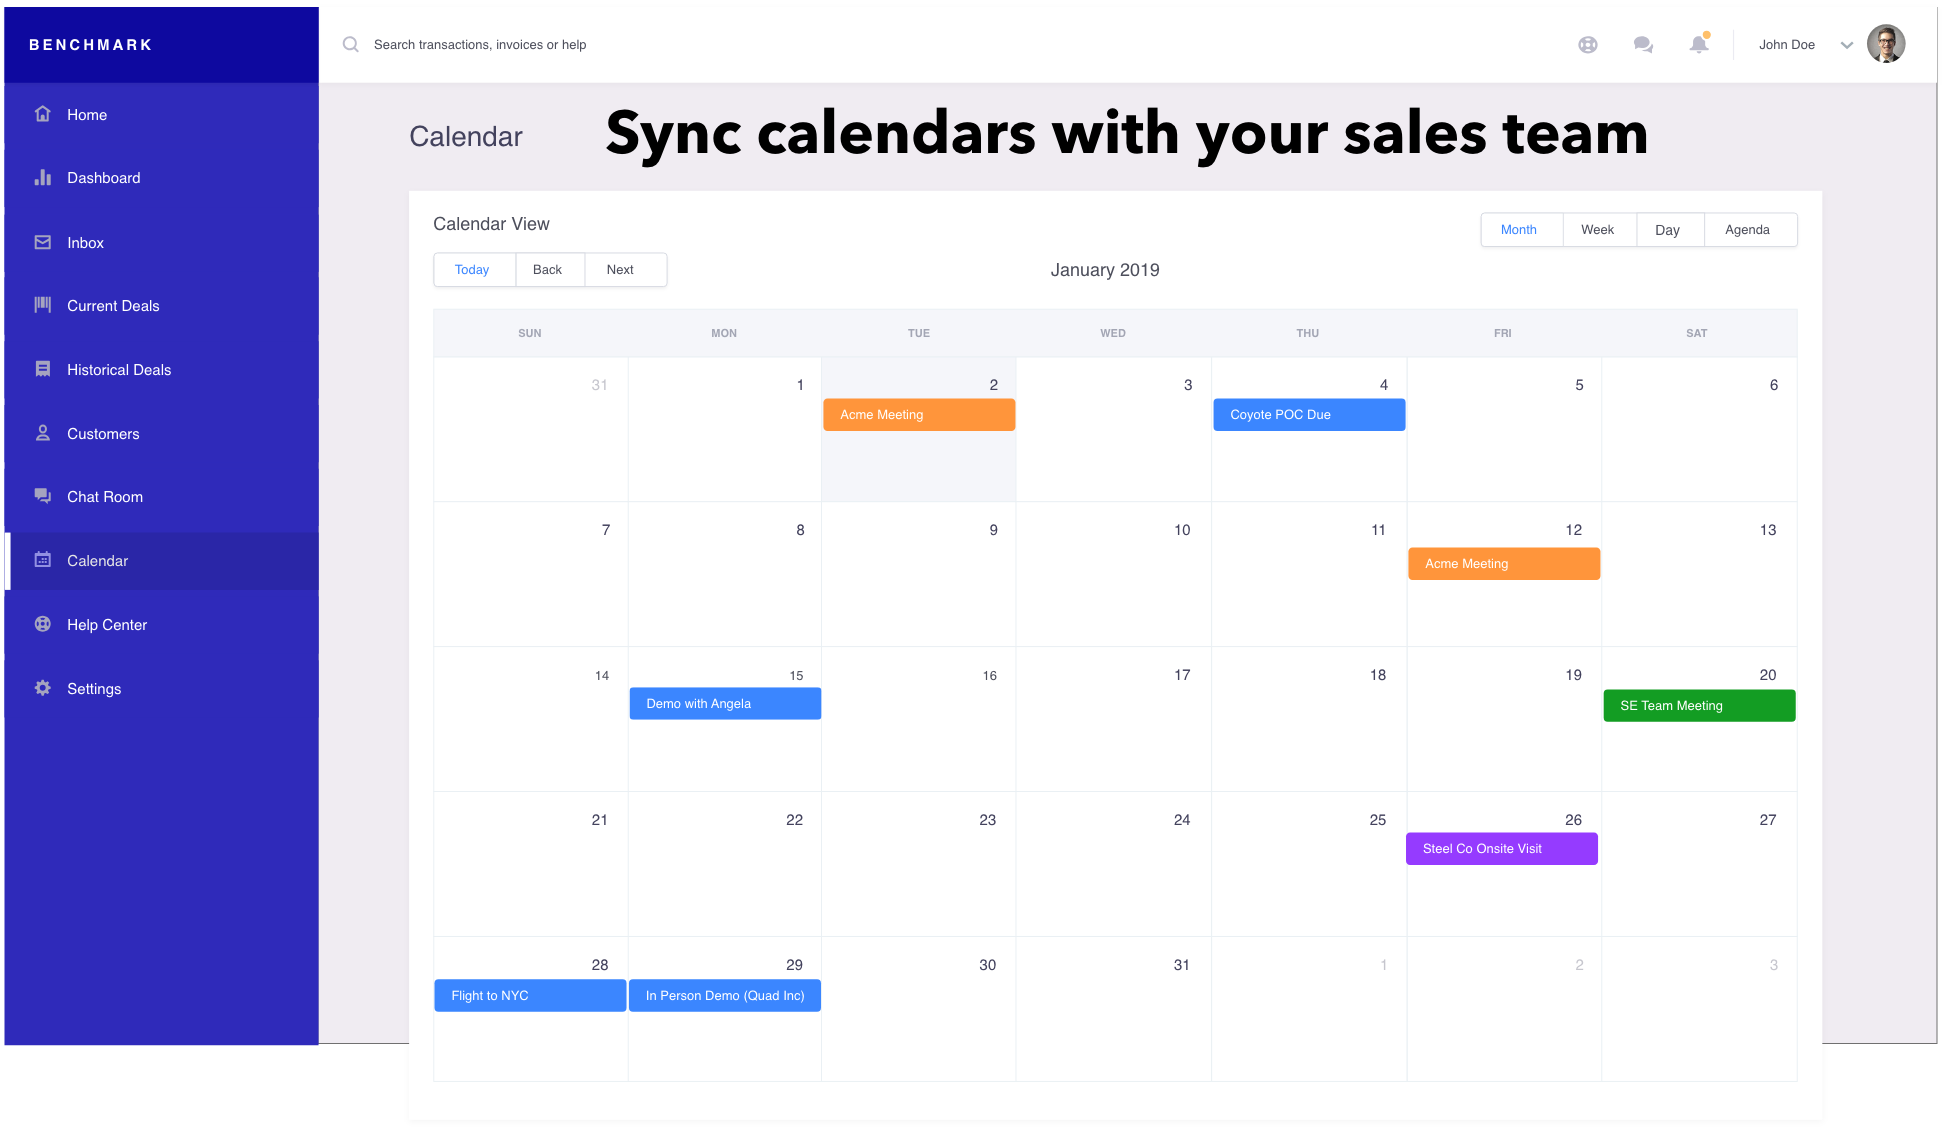 BENCHMARK
Search transactions, invoices or help
John Doe
Home
Dashboard
Inbox
Current Deals
Historical Deals
Customers
Chat Room
Calendar
Help Center
Settings
Calendar
Sync calendars with your sales team
Calendar View
Month Week Day Agenda
Today Back Next
January 2019
SUN MON TUE WED THU FRI SAT
31 1 2 3 4 5 6
Acme Meeting
Coyote POC Due
7 8 9 10 11 12 13
Acme Meeting
14 15 16 17 18 19 20
Demo with Angela
SE Team Meeting
21 22 23 24 25 26 27
Steel Co Onsite Visit
28 29 30 31 1 2 3
Flight to NYC
In Person Demo (Quad Inc)